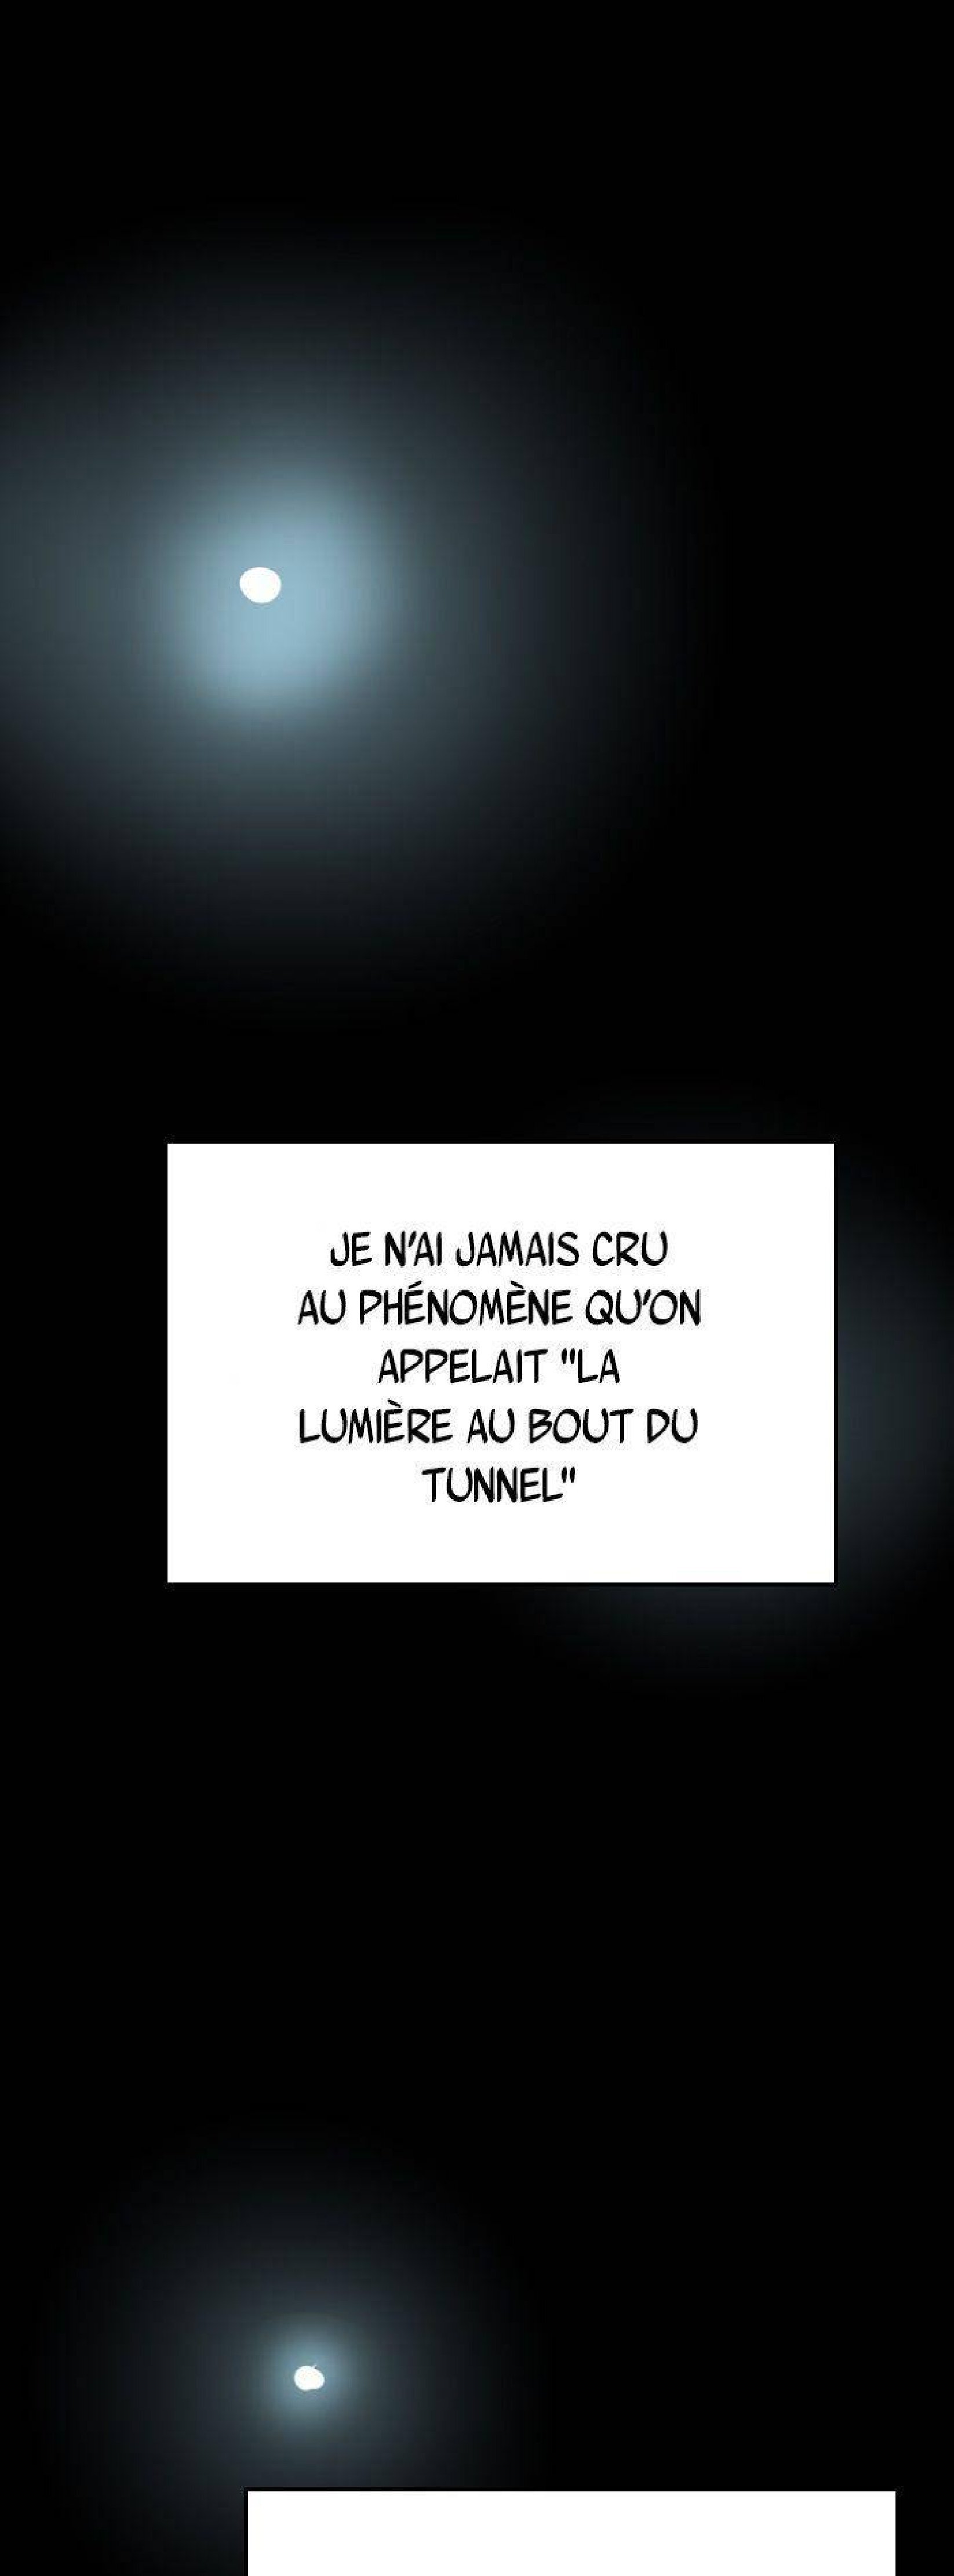 JE N'AI JAMAIS CRU
AU PHÉNOMÈNE QU'ON
APPELAIT "LA
LUMIÈRE AU BOUT DU
TUNNEL"